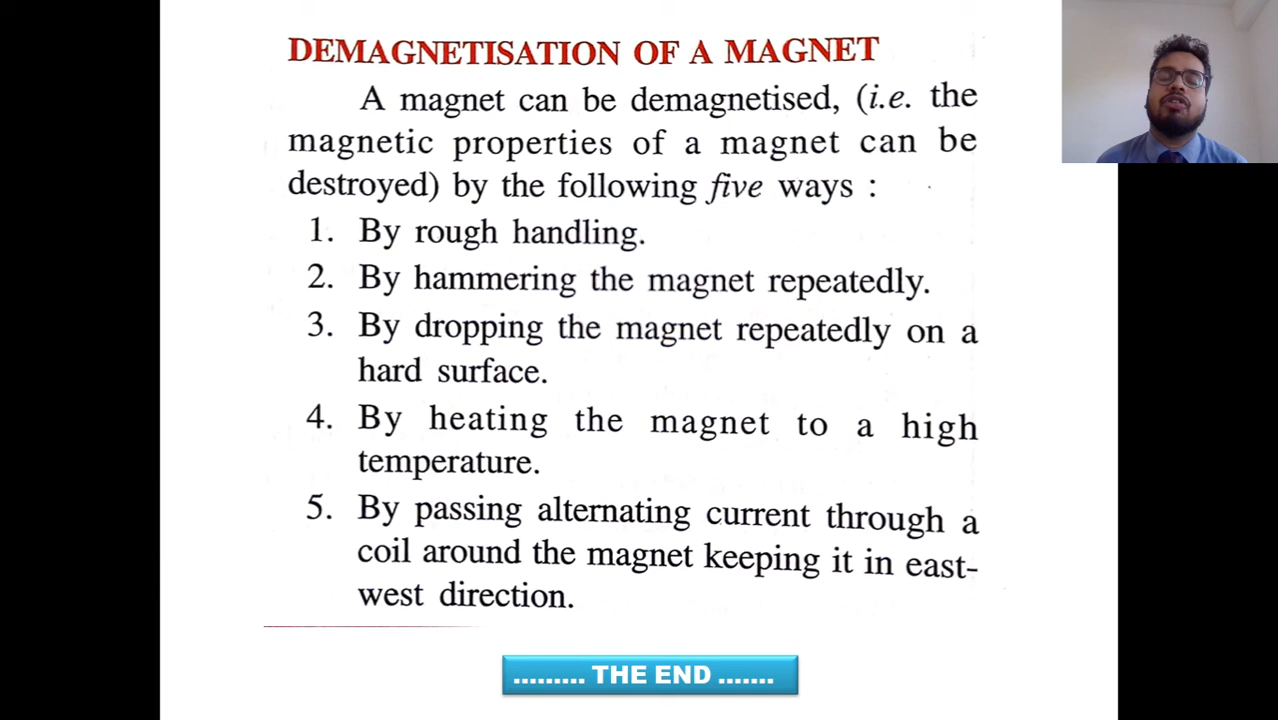 DEMAGNETISATION OF A MAGNET
A magnet can be demagnetised, (i.e. the
magnetic properties of a magnet can be
destroyed) by the following five ways :
1. By rough handling.
2. By hammering the magnet repeatedly.
3. By dropping the magnet repeatedly on a
hard surface.
4. By heating the magnet to a high
temperature.
5. By passing alternating current through a
coil around the magnet keeping it in east-
west direction.
......... THE END .......